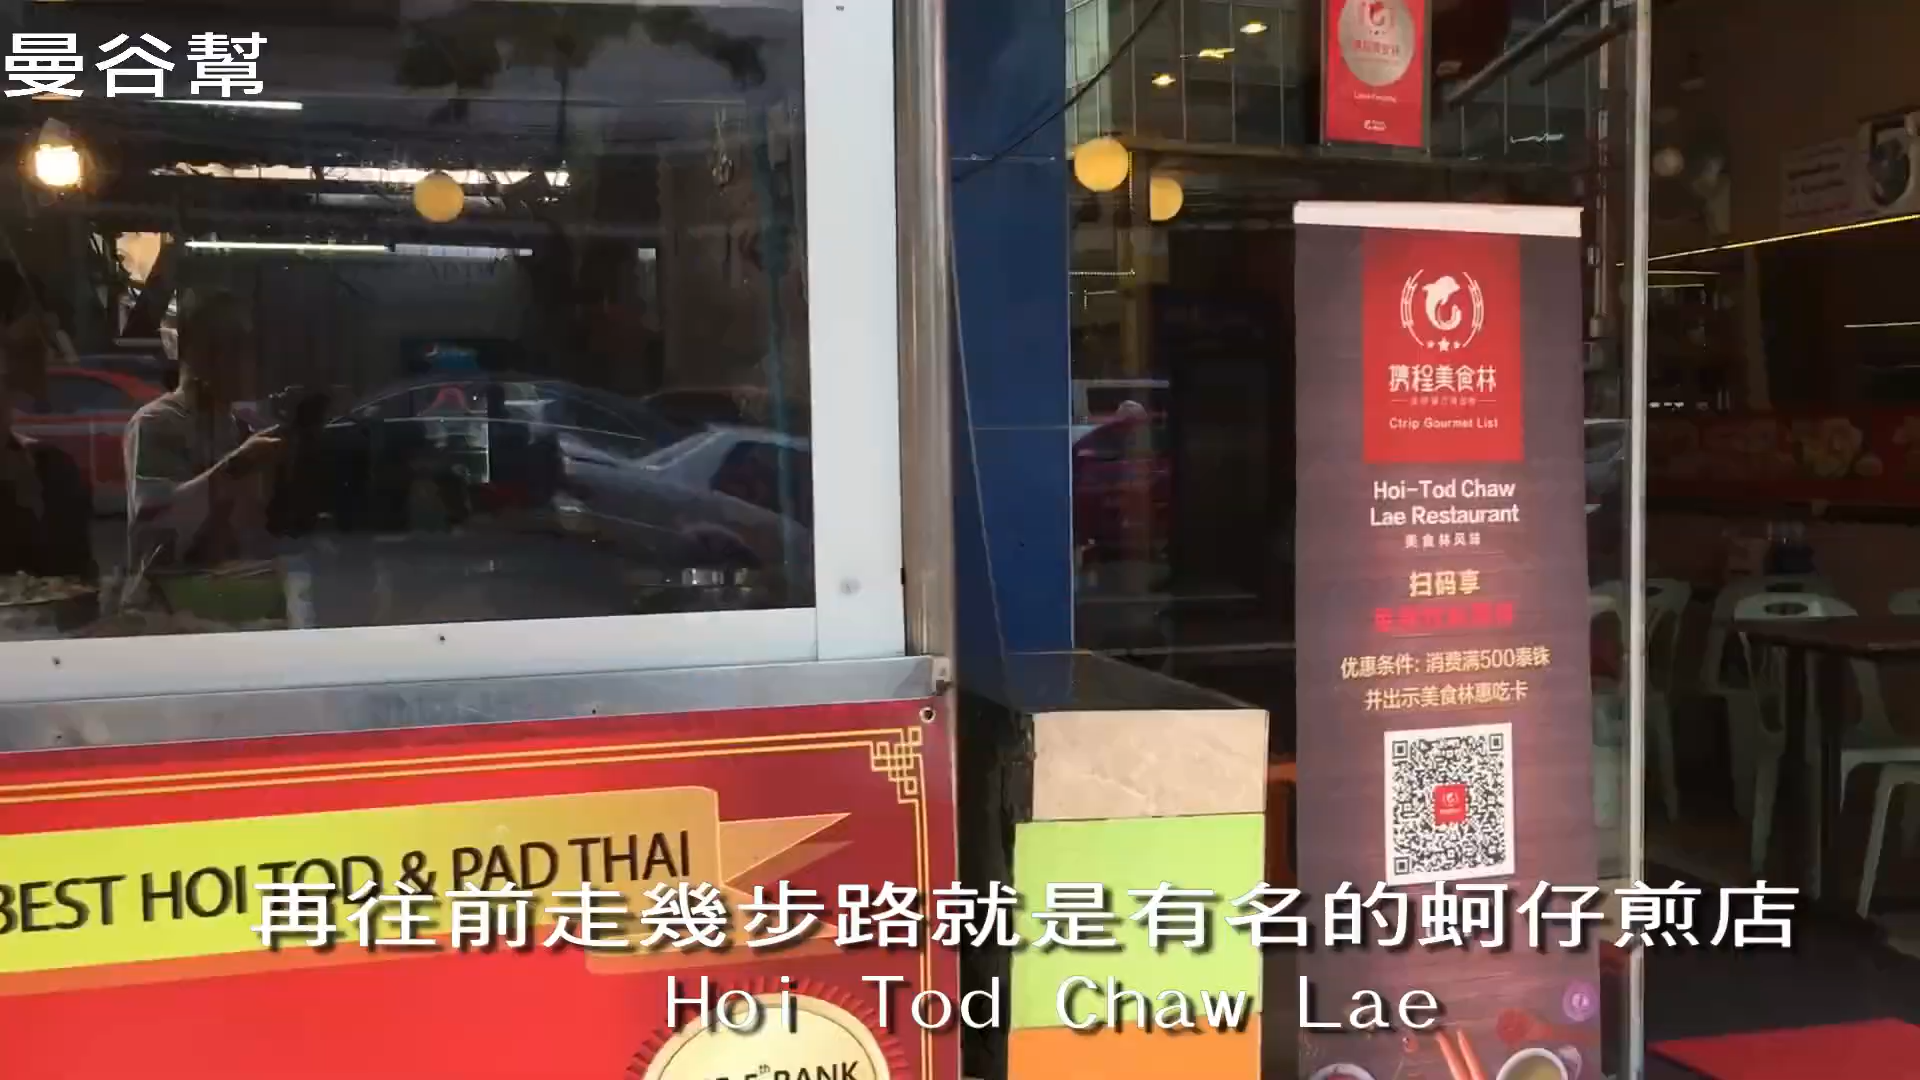 曼谷幫
携程美食林
Ctrip Gourmet List
Hoi-Tod Chaw
Lae Restaurant
美食林风味
扫码享
优惠条件: 消费满500泰铢
并出示美食林惠吃卡
BEST HOI TOD & PAD THAI
再往前走幾步路就是有名的蚵仔煎店
Hoi Tod Chaw Lae
5th RANK